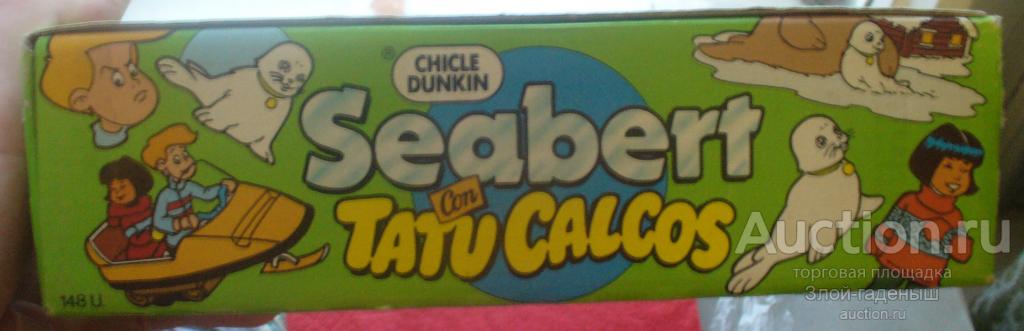 ®
CHICLE
DUNKIN
Seabert
Con
TATU CALCOS
148 U.
Auction.ru
торговая площадка
Злой-гаденыш
auction.ru